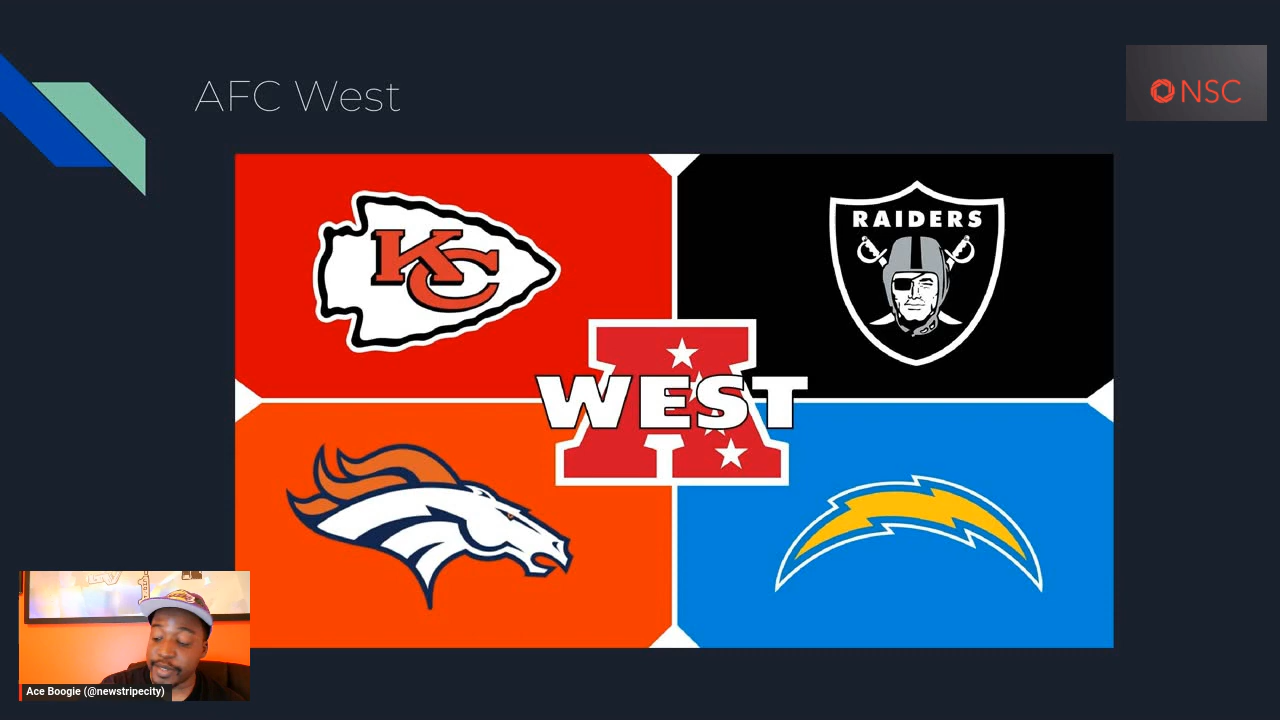 AFC West
NSC
KC
RAIDERS
WEST
Ace Boogie (@newstripecity)